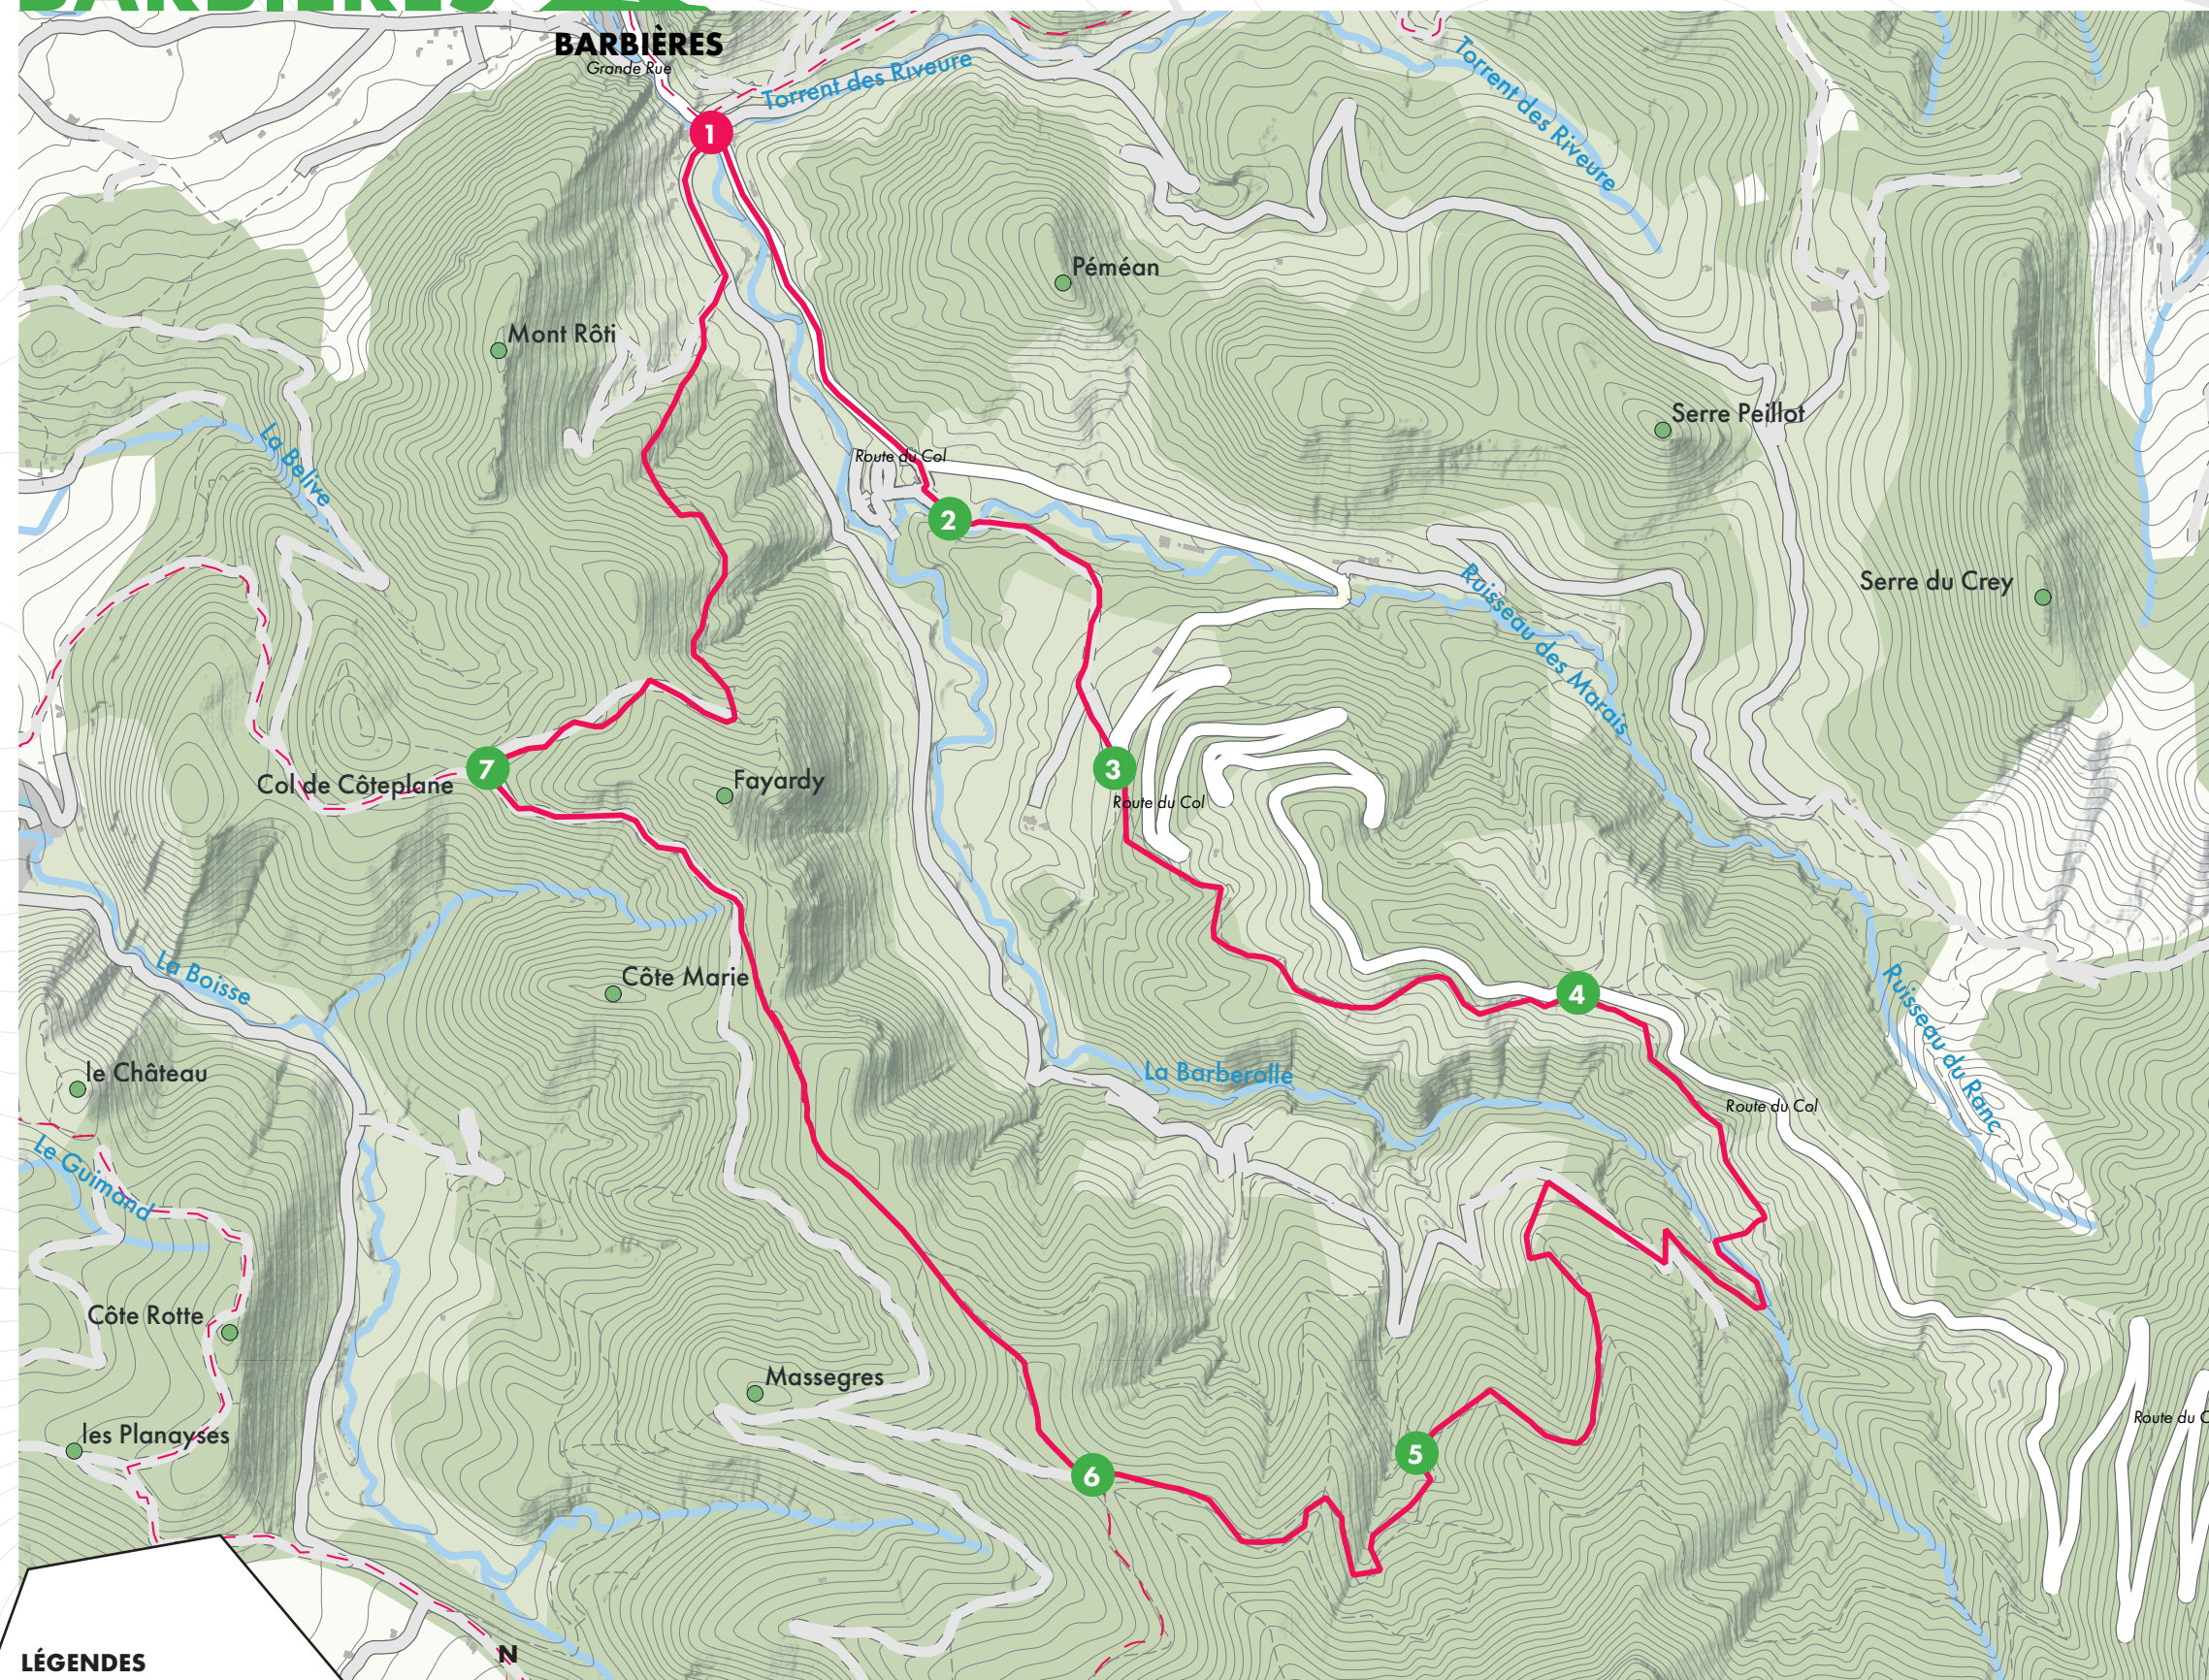 BARBIÈRES
BARBIÈRES
Grande Rue
Torrent des Riveure
Torrent des Riveure
1
Péméan
Mont Rôti
Serre Peillot
La Belive
Route du Col
2
Ruisseau des Marais
Serre du Crey
7
Col de Côteplane
Fayardy
3
Route du Col
La Boisse
Côte Marie
4
Ruisseau du Ranc
le Château
La Barberolle
Route du Col
Le Guimand
Côte Rotte
Massegres
les Planayses
Route du C
5
6
N
LÉGENDES